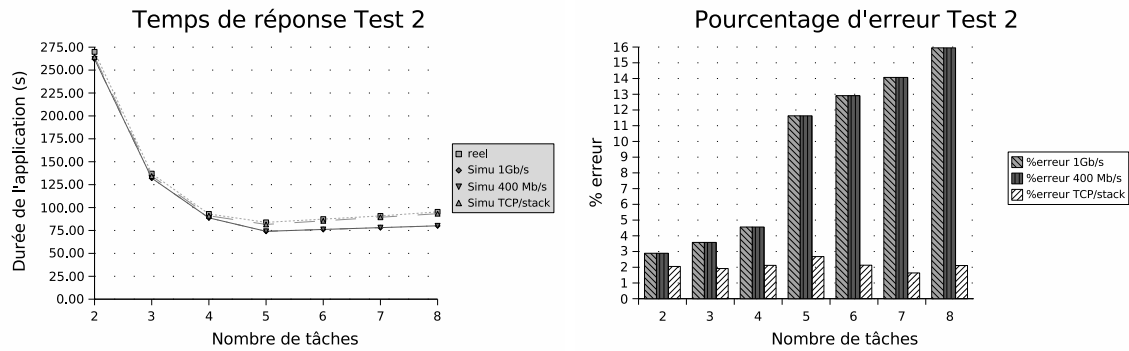 Temps de réponse Test 2
Durée de l'application (s)
275.00
250.00
225.00
200.00
175.00
150.00
125.00
100.00
75.00
50.00
25.00
0.00
2 3 4 5 6 7 8
Nombre de tâches
reel
Simu 1Gb/s
Simu 400 Mb/s
Simu TCP/stack
Pourcentage d'erreur Test 2
% erreur
16
15
14
13
12
11
10
9
8
7
6
5
4
3
2
1
0
2 3 4 5 6 7 8
Nombre de tâches
%erreur 1Gb/s
%erreur 400 Mb/s
%erreur TCP/stack